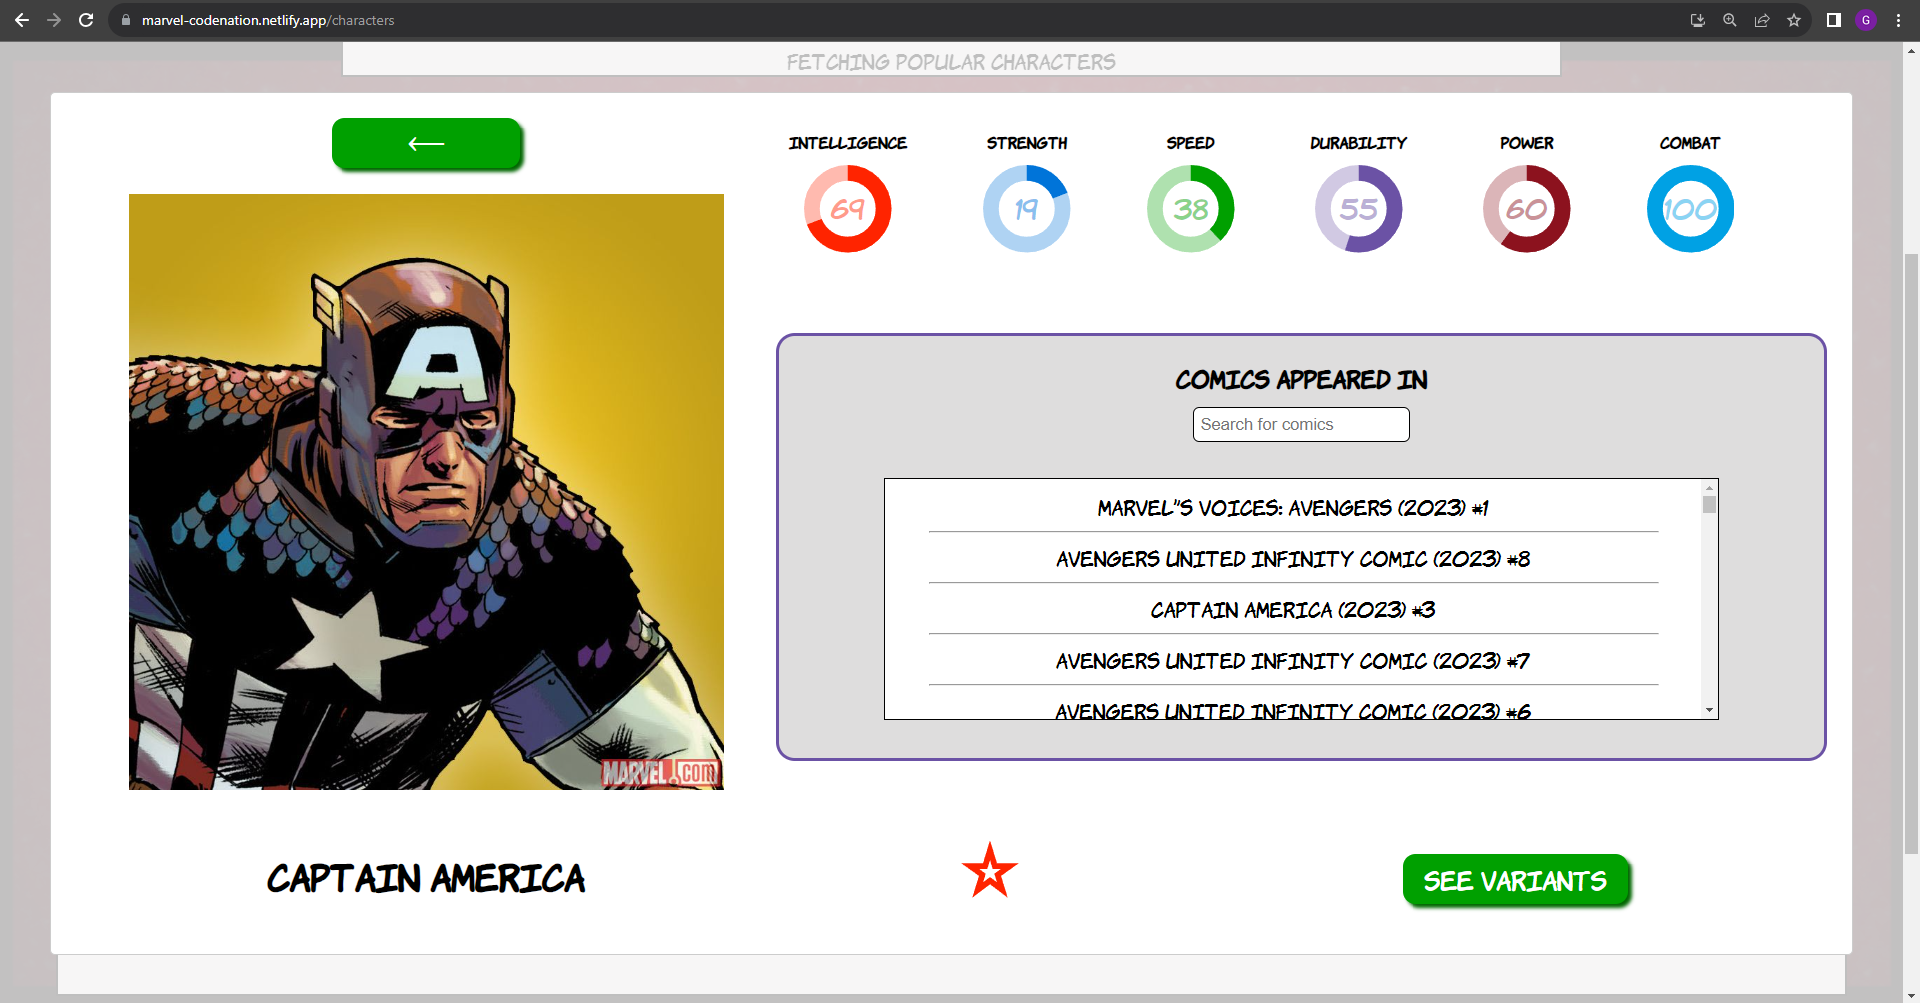 marvel-codenation.netlify.app/characters
G
FETCHING POPULAR CHARACTERS
INTELLIGENCE
STRENGTH
SPEED
DURABILITY
POWER
COMBAT
69
19
38
55
60
100
A
MARVEL.COM
COMICS APPEARED IN
Search for comics
MARVEL"S VOICES: AVENGERS (2023) #1
AVENGERS UNITED INFINITY COMIC (2023) #8
CAPTAIN AMERICA (2023) #3
AVENGERS UNITED INFINITY COMIC (2023) #7
AVENGERS UNITED INFINITY COMIC (2023) #6
CAPTAIN AMERICA
SEE VARIANTS